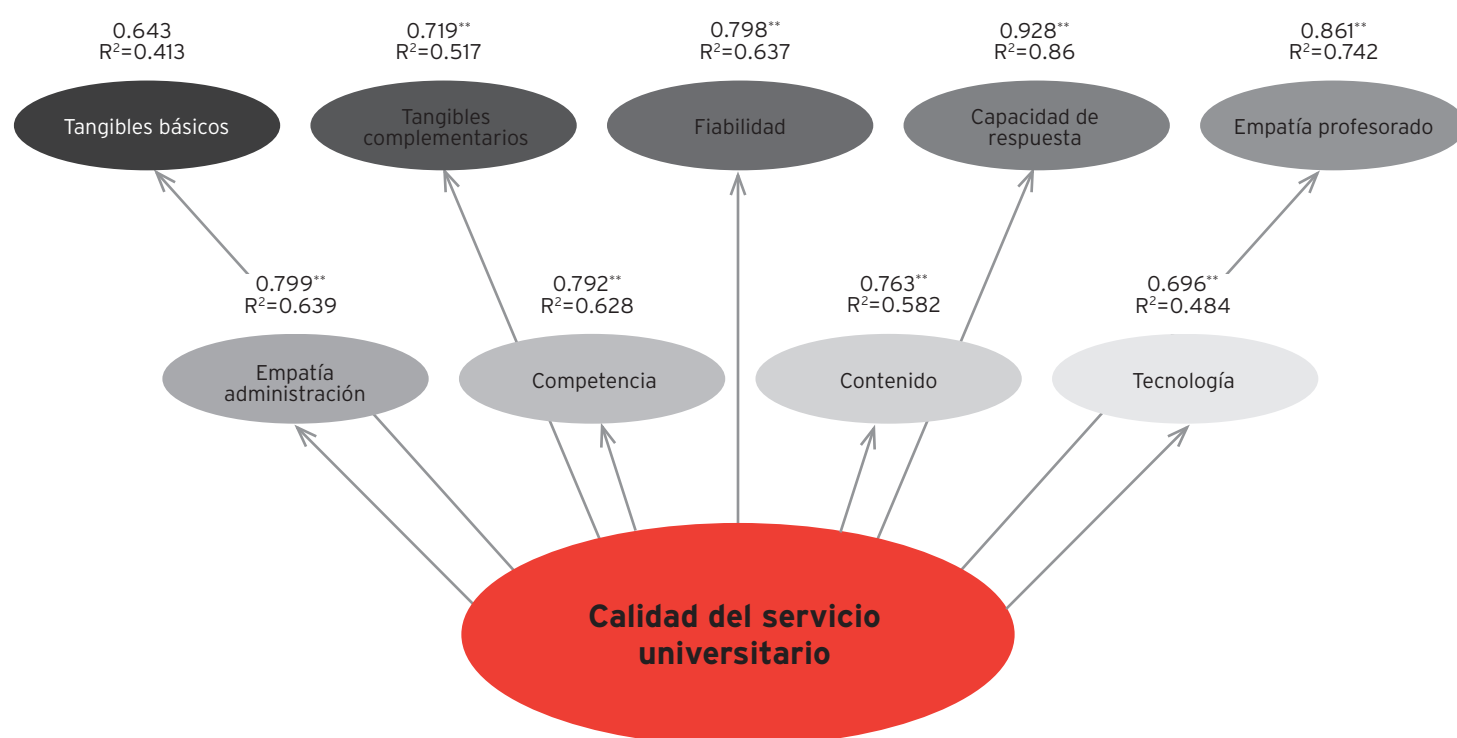 0.643
R²=0.413
0.719**
R²=0.517
0.798**
R²=0.637
0.928**
R²=0.86
0.861**
R²=0.742
Tangibles básicos
Tangibles
complementarios
Fiabilidad
Capacidad de
respuesta
Empatía profesorado
0.799**
R²=0.639
0.792**
R²=0.628
0.763**
R²=0.582
0.696**
R²=0.484
Empatía
administración
Competencia
Contenido
Tecnología
Calidad del servicio
universitario